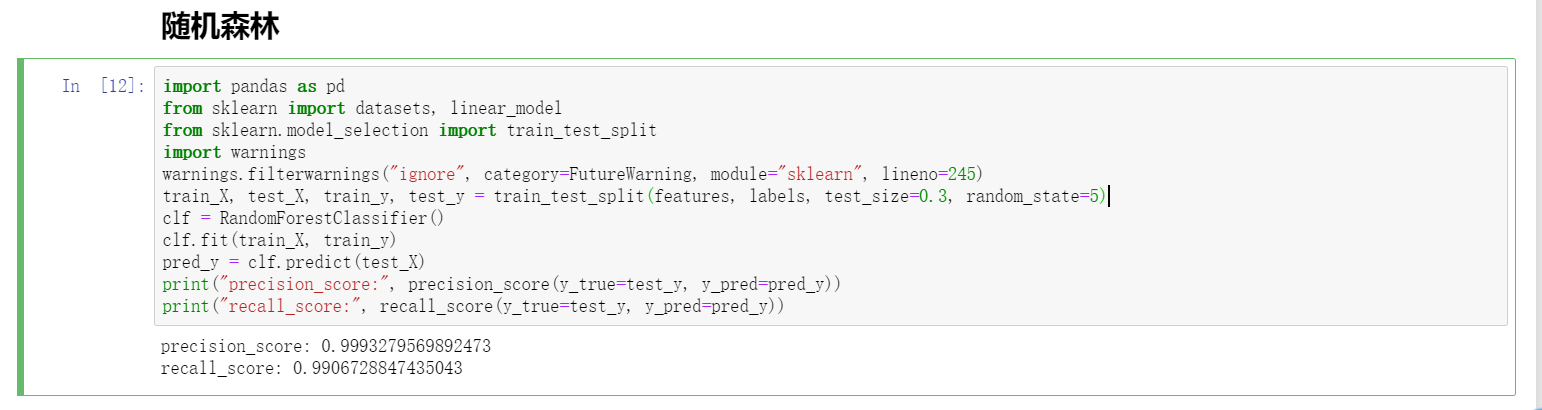 随机森林
In [12]:
import pandas as pd
from sklearn import datasets, linear_model
from sklearn.model_selection import train_test_split
import warnings
warnings.filterwarnings("ignore", category=FutureWarning, module="sklearn", lineno=245)
train_X, test_X, train_y, test_y = train_test_split(features, labels, test_size=0.3, random_state=5)
clf = RandomForestClassifier()
clf.fit(train_X, train_y)
pred_y = clf.predict(test_X)
print("precision_score:", precision_score(y_true=test_y, y_pred=pred_y))
print("recall_score:", recall_score(y_true=test_y, y_pred=pred_y))
precision_score: 0.9993279569892473
recall_score: 0.9906728847435043